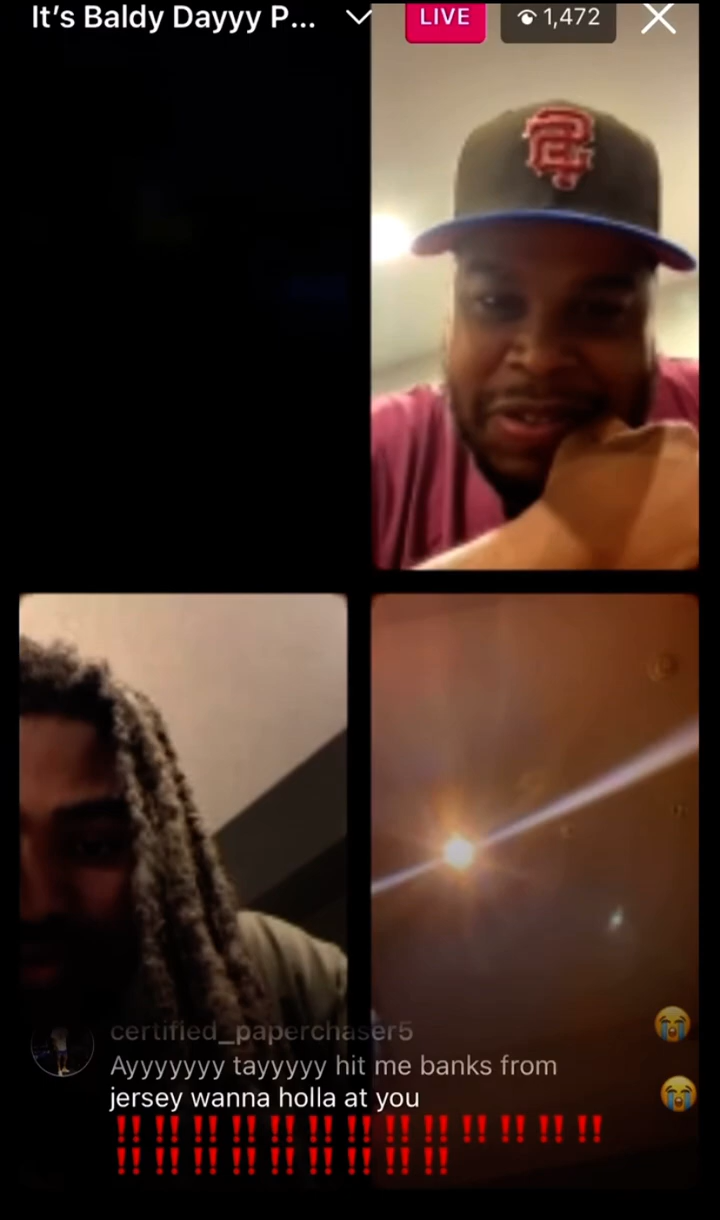 It's Baldy Dayyy P...
LIVE
1,472
certified_paperchaser5
Ayyyyyyy tayyyyy hit me banks from
jersey wanna holla at you
‼️‼️‼️‼️‼️‼️‼️‼️‼️‼️‼️‼️‼️
‼️‼️‼️‼️‼️‼️‼️‼️‼️